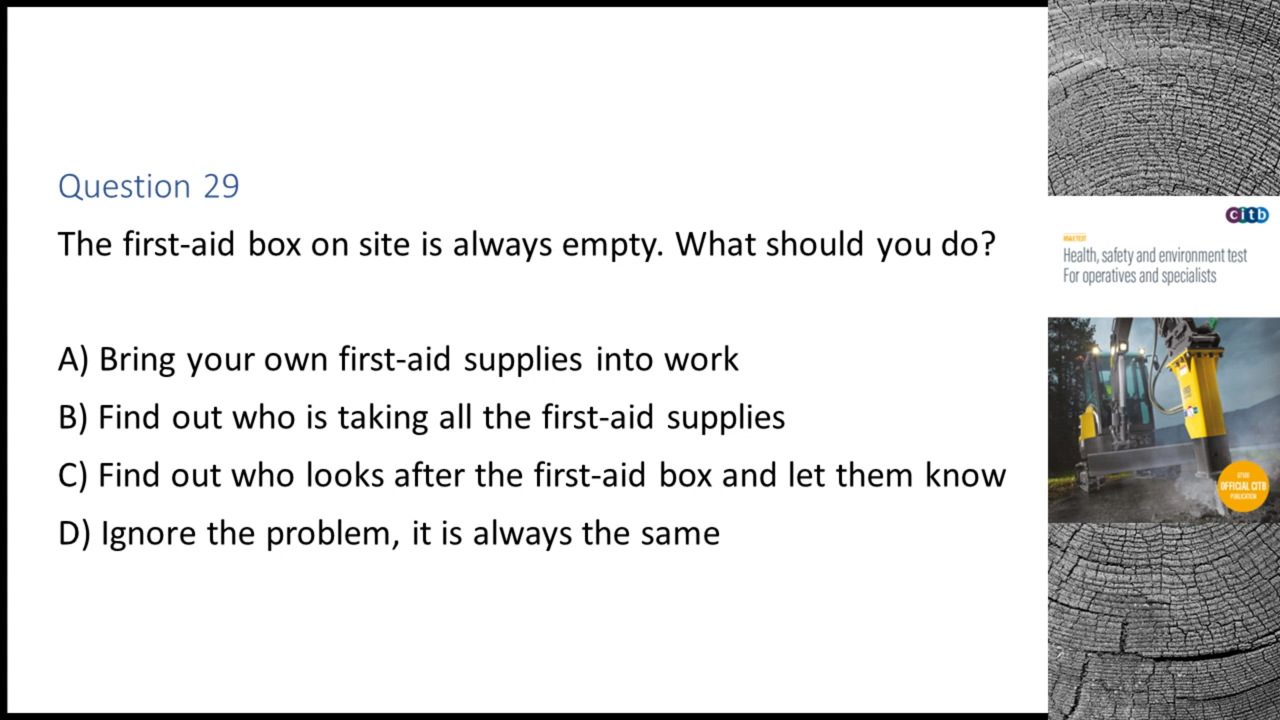 Question 29
The first-aid box on site is always empty. What should you do?
A) Bring your own first-aid supplies into work
B) Find out who is taking all the first-aid supplies
C) Find out who looks after the first-aid box and let them know
D) Ignore the problem, it is always the same
citb
Health, safety and environment test
For operatives and specialists
OFFICIAL CITB
PUBLICATION